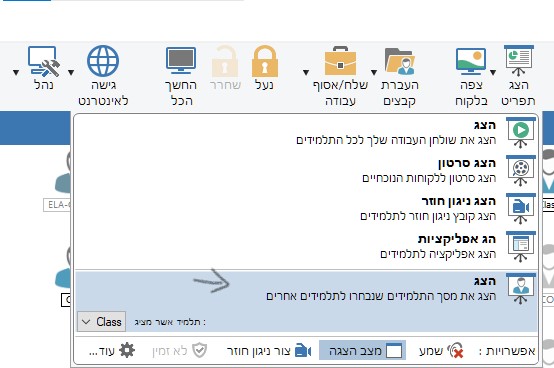 הצג
תפריט
צפה
בלקוח
העברת
קבצים
שלח/אסוף
עבודה
נעל
שחרר
החשך
הכל
גישה
לאינטרנט
נהל
הצג
הצג את שולחן העבודה שלך לכל התלמידים
הצג סרטון
הצג סרטון ללקוחות הנוכחיים
הצג ניגון חוזר
הצג קובץ ניגון חוזר לתלמידים
הג אפליקציות
הצג אפליקציה לתלמידים
הצג
הצג את מסך התלמידים שנבחרו לתלמידים אחרים
תלמיד אשר מציג :
Class
אפשרויות :
שמע
מצב הצגה
צור ניגון חוזר
לא זמין
עוד...